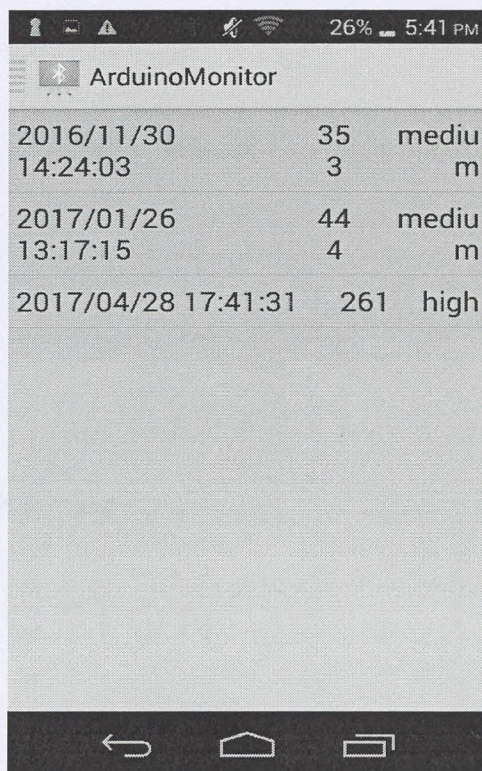 26% 5:41 PM
ArduinoMonitor
2016/11/30 35 mediu
14:24:03 3 m
2017/01/26 44 mediu
13:17:15 4 m
2017/04/28 17:41:31 261 high